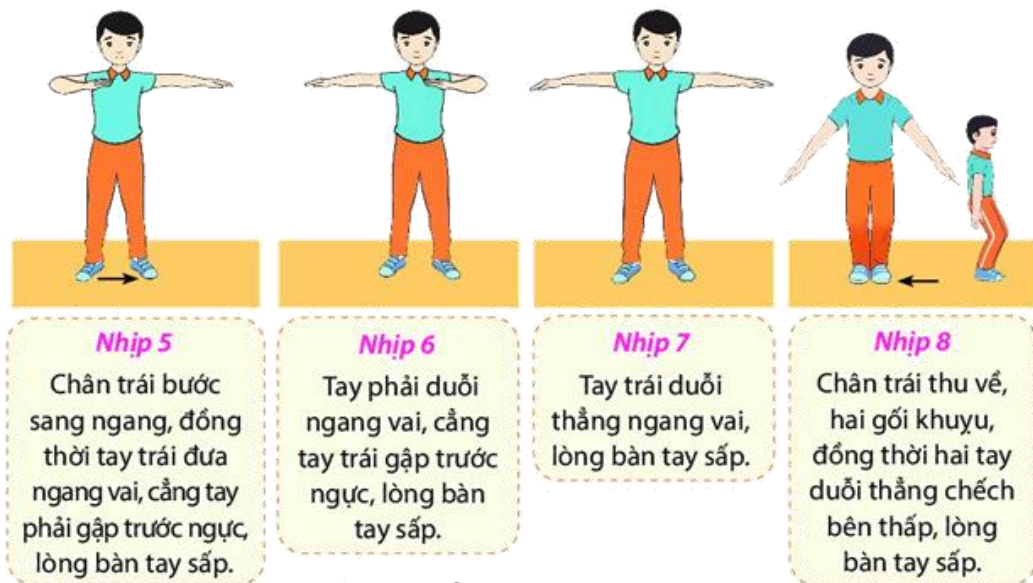 Nhịp 5
Chân trái bước
sang ngang, đồng
thời tay trái đưa
ngang vai, cẳng tay
phải gập trước ngực,
lòng bàn tay sấp.
Nhịp 6
Tay phải duỗi
ngang vai, cẳng
tay trái gập trước
ngực, lòng bàn
tay sấp.
Nhịp 7
Tay trái duỗi
thẳng ngang vai,
lòng bàn tay sấp.
Nhịp 8
Chân trái thu về,
hai gối khuỵu,
đồng thời hai tay
duỗi thẳng chếch
bên thấp, lòng
bàn tay sấp.